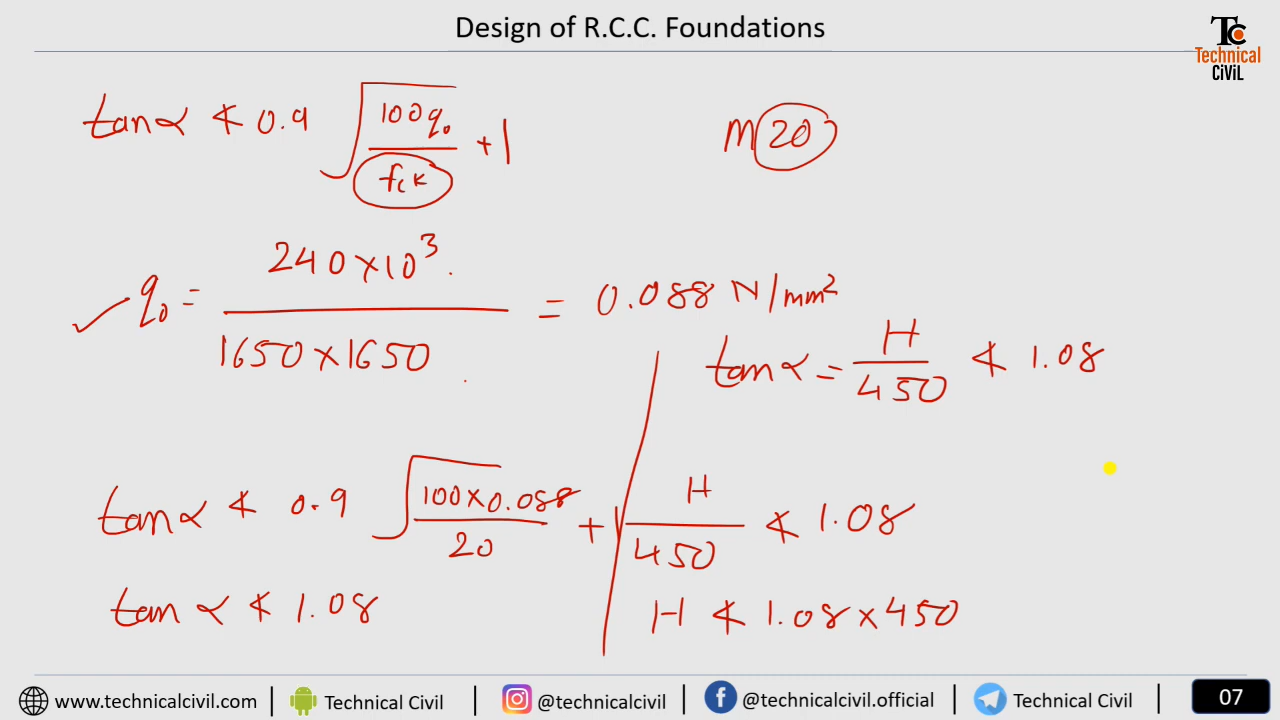 Design of R.C.C. Foundations
TC
Technical
CiViL
tanα ≮ 0.9 √(100q₀/fck + 1
M20
q₀ = 240×10³ / 1650×1650 = 0.088 N/mm²
tanα = H/450 ≮ 1.08
tanα ≮ 0.9 √(100×0.088/20) + 1
H/450 ≮ 1.08
tanα ≮ 1.08
H ≮ 1.08×450
www.technicalcivil.com | Technical Civil | @technicalcivil | @technicalcivil.official | Technical Civil | 07